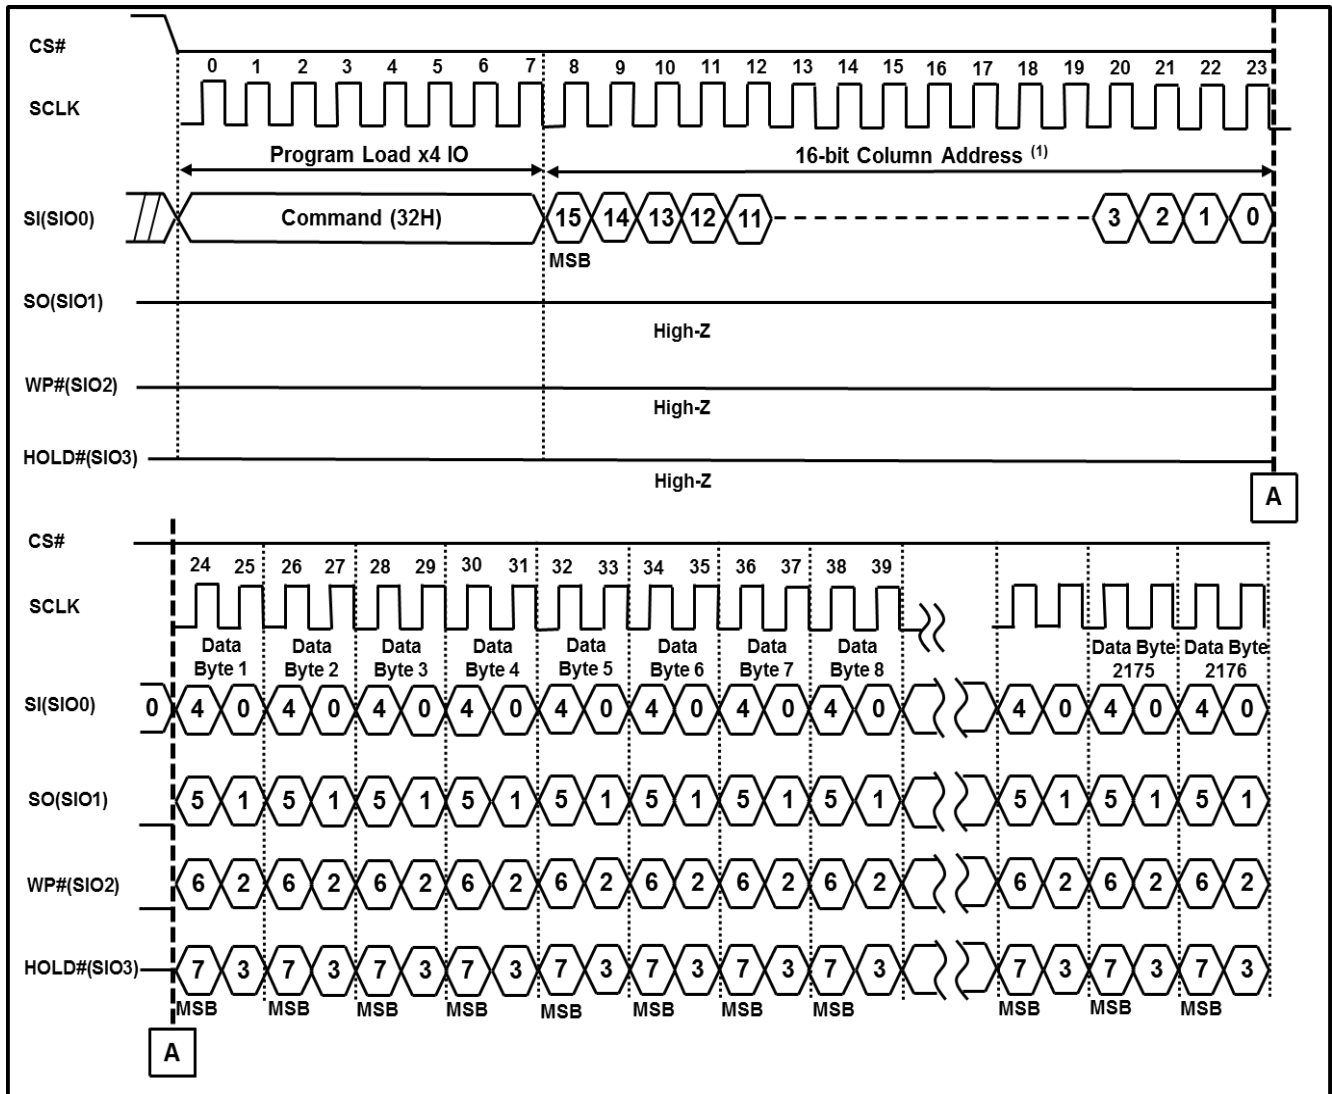 CS#
0 1 2 3 4 5 6 7 8 9 10 11 12 13 14 15 16 17 18 19 20 21 22 23
SCLK
Program Load x4 IO 16-bit Column Address (1)
SI(SIO0) Command (32H) 15 14 13 12 11 3 2 1 0
MSB
SO(SIO1)
High-Z
WP#(SIO2)
High-Z
HOLD#(SIO3)
High-Z
A
CS#
24 25 26 27 28 29 30 31 32 33 34 35 36 37 38 39
SCLK
Data Data Data Data Data Data Data Data Data Byte Data Byte
Byte 1 Byte 2 Byte 3 Byte 4 Byte 5 Byte 6 Byte 7 Byte 8 2175 2176
SI(SIO0) 0 4 0 4 0 4 0 4 0 4 0 4 0 4 0 4 0 4 0 4 0 4 0
SO(SIO1) 5 1 5 1 5 1 5 1 5 1 5 1 5 1 5 1 5 1 5 1 5 1
WP#(SIO2) 6 2 6 2 6 2 6 2 6 2 6 2 6 2 6 2 6 2 6 2 6 2
HOLD#(SIO3) 7 3 7 3 7 3 7 3 7 3 7 3 7 3 7 3 7 3 7 3 7 3
MSB MSB MSB MSB MSB MSB MSB MSB MSB MSB MSB
A